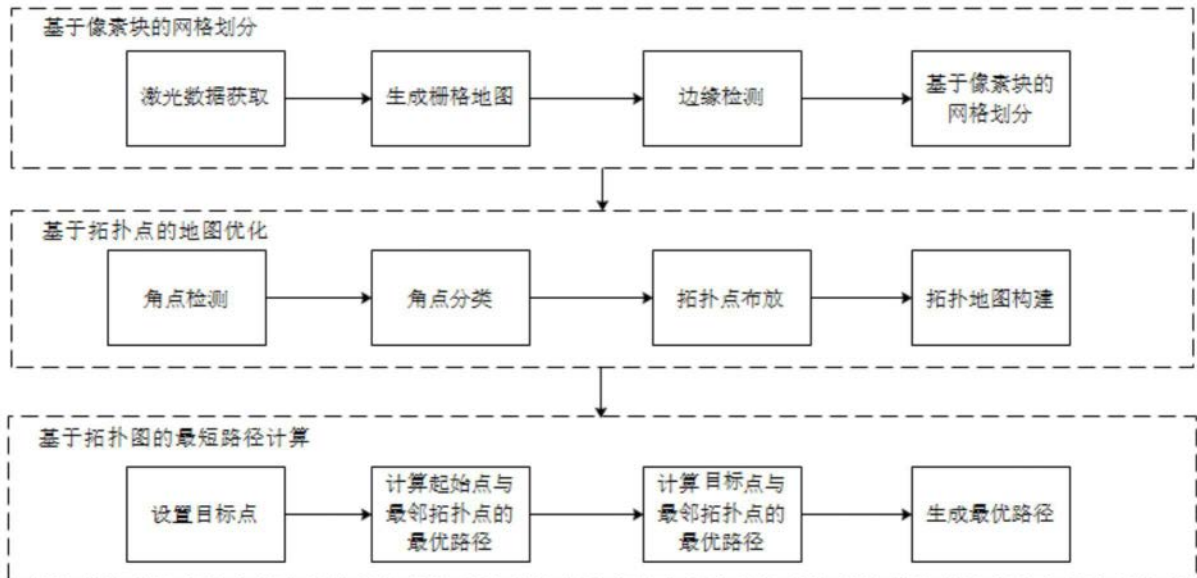 基于像素块的网格划分
激光数据获取
生成栅格地图
边缘检测
基于像素块的
网格划分
基于拓扑点的地图优化
角点检测
角点分类
拓扑点布放
拓扑地图构建
基于拓扑图的最短路径计算
设置目标点
计算起始点与
最邻拓扑点的
最优路径
计算目标点与
最邻拓扑点的
最优路径
生成最优路径